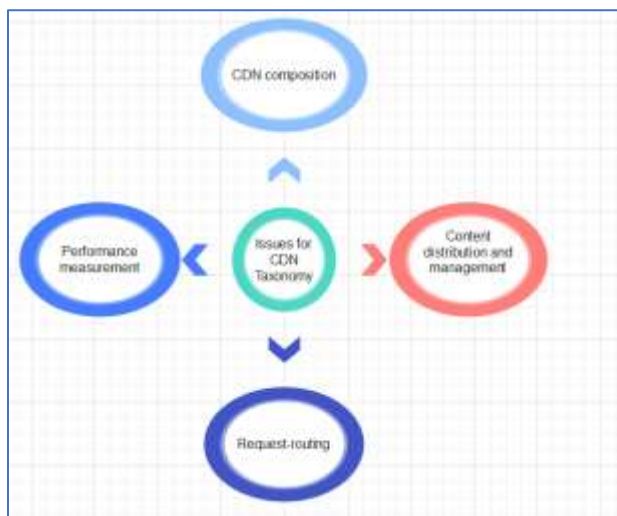 CDN composition
Performance
measurement
Issues for
CDN
Taxonomy
Content
distribution and
management
Request-routing